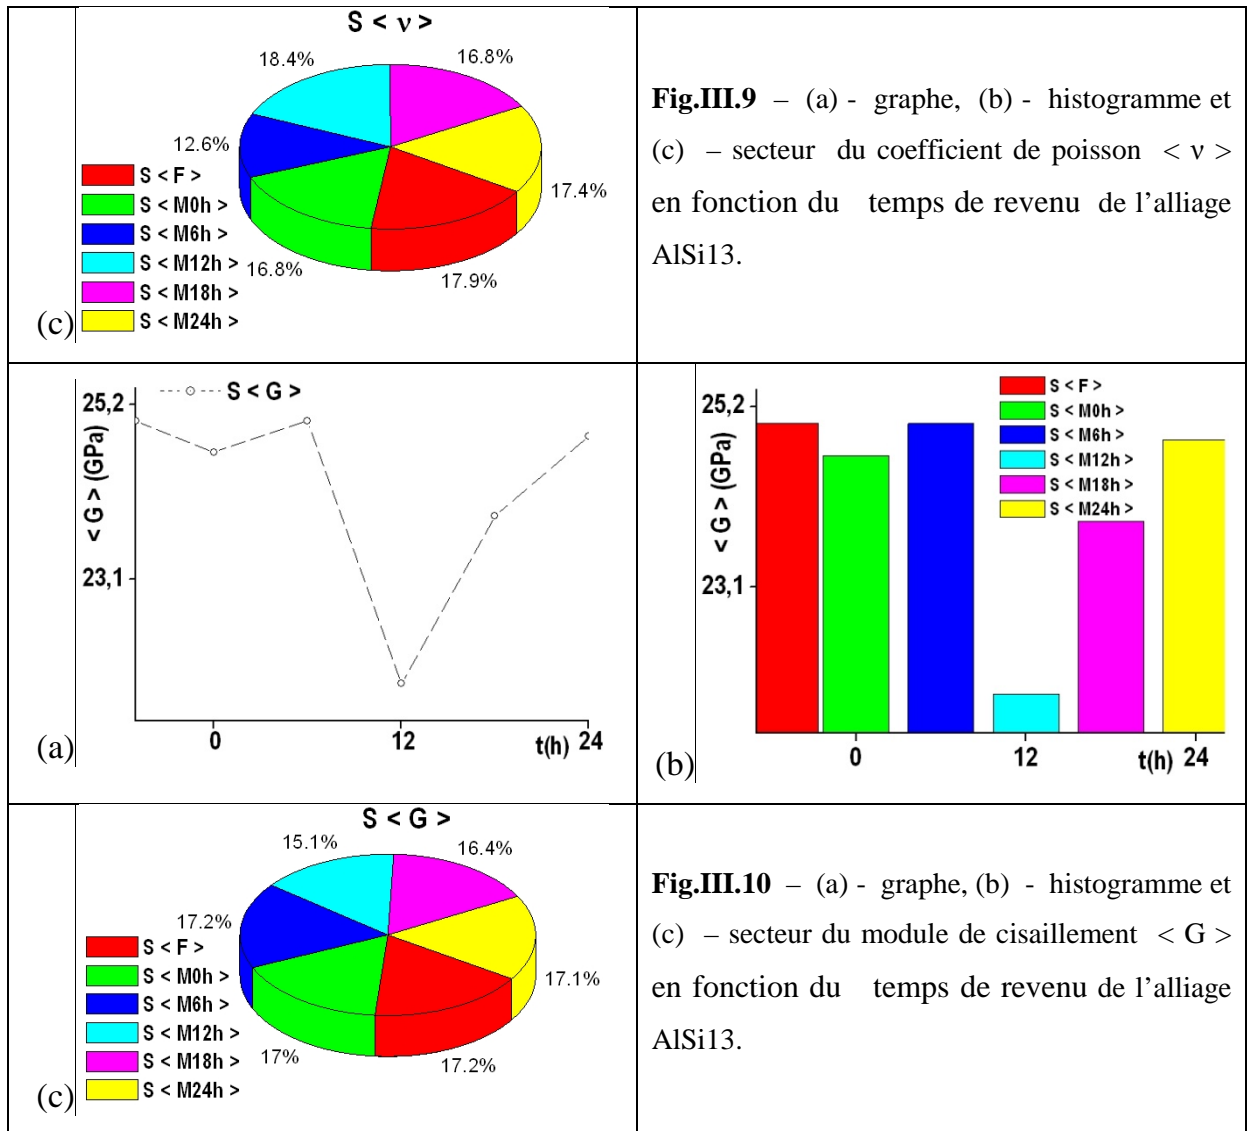 S < ν >
18.4%
16.8%
12.6%
17.4%
16.8%
17.9%
S < F >
S < M0h >
S < M6h >
S < M12h >
S < M18h >
S < M24h >
(c)
Fig.III.9 – (a) - graphe, (b) - histogramme et
(c) – secteur du coefficient de poisson < ν >
en fonction du temps de revenu de l’alliage
AlSi13.
S < G >
25,2
23,1
< G > (GPa)
0
12
24
t(h)
(a)
S < F >
S < M0h >
S < M6h >
S < M12h >
S < M18h >
S < M24h >
25,2
23,1
< G > (GPa)
0
12
t(h) 24
(b)
S < G >
15.1%
16.4%
17.2%
17.1%
17%
17.2%
S < F >
S < M0h >
S < M6h >
S < M12h >
S < M18h >
S < M24h >
(c)
Fig.III.10 – (a) - graphe, (b) - histogramme et
(c) – secteur du module de cisaillement < G >
en fonction du temps de revenu de l’alliage
AlSi13.